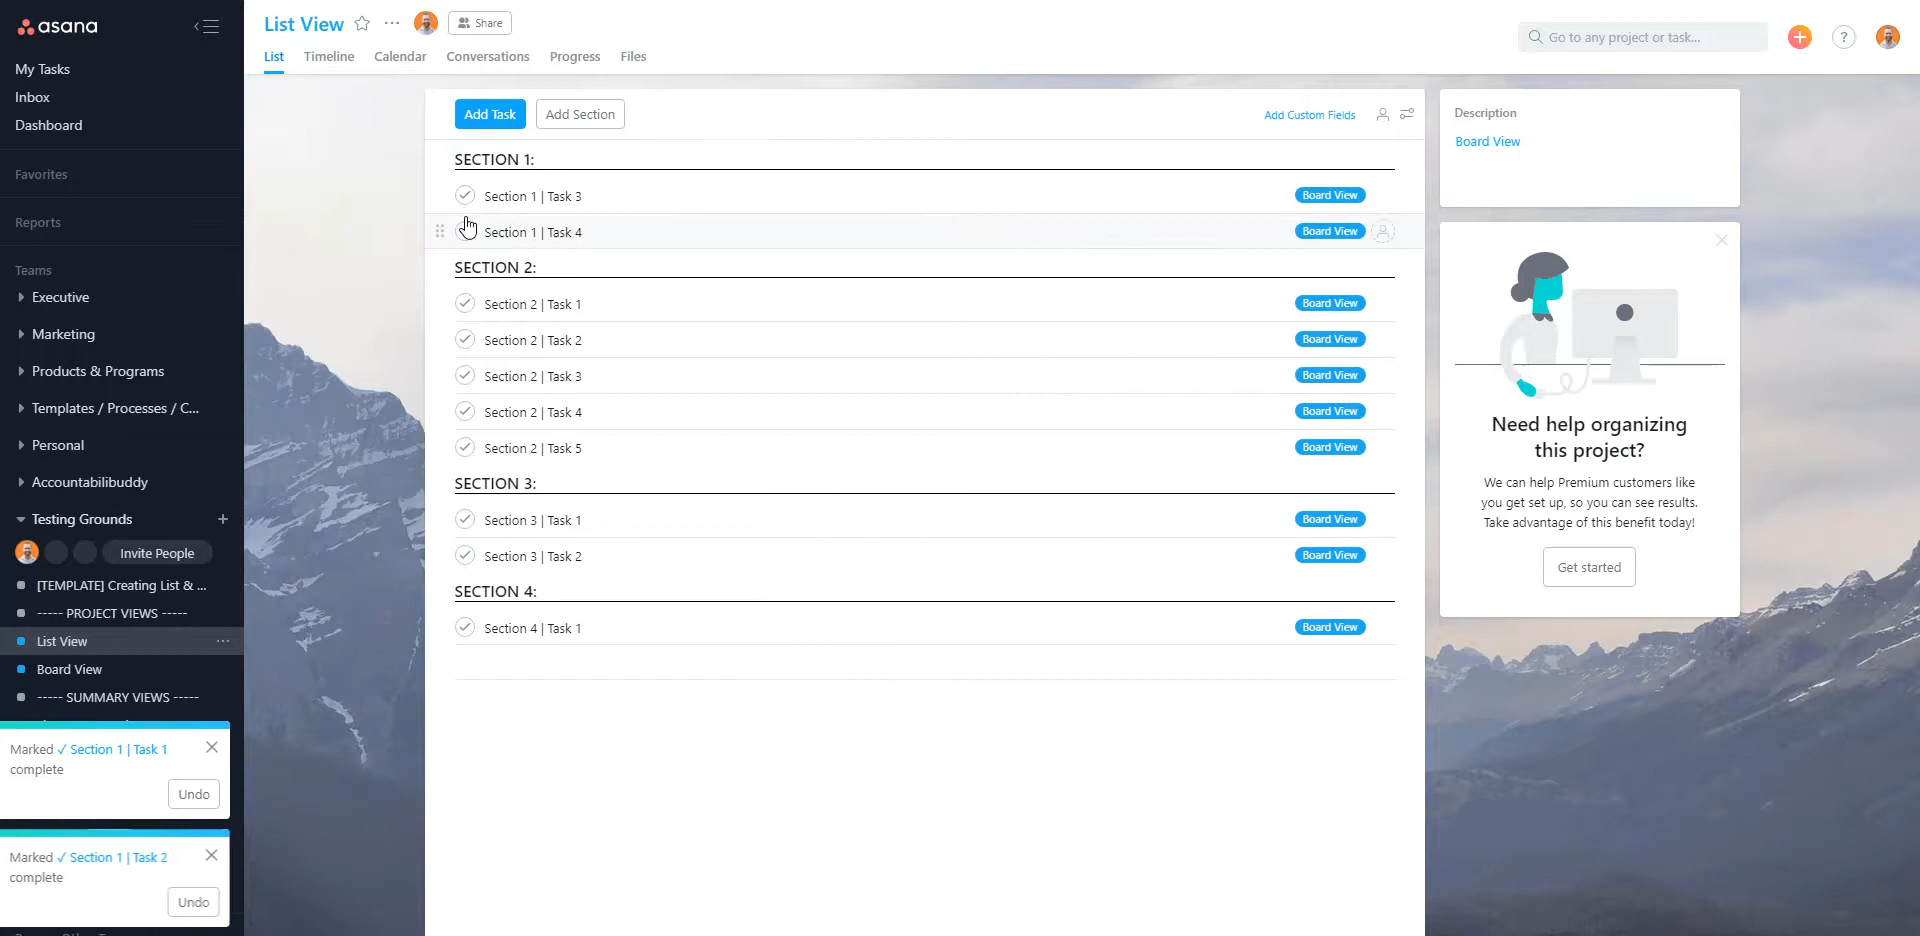 asana
My Tasks
Inbox
Dashboard
Favorites
Reports
Teams
Executive
Marketing
Products & Programs
Templates / Processes / C...
Personal
Accountabilibuddy
Testing Grounds +
Invite People
[TEMPLATE] Creating List & ...
----- PROJECT VIEWS -----
List View ...
Board View
----- SUMMARY VIEWS -----
Marked ✓ Section 1 | Task 1
complete
Undo
Marked ✓ Section 1 | Task 2
complete
Undo
List View ... Share
List Timeline Calendar Conversations Progress Files
Go to any project or task...
+ ?
Add Task Add Section Add Custom Fields
SECTION 1:
Section 1 | Task 3 Board View
Section 1 | Task 4 Board View
SECTION 2:
Section 2 | Task 1 Board View
Section 2 | Task 2 Board View
Section 2 | Task 3 Board View
Section 2 | Task 4 Board View
Section 2 | Task 5 Board View
SECTION 3:
Section 3 | Task 1 Board View
Section 3 | Task 2 Board View
SECTION 4:
Section 4 | Task 1 Board View
Description
Board View
Need help organizing
this project?
We can help Premium customers like
you get set up, so you can see results.
Take advantage of this benefit today!
Get started